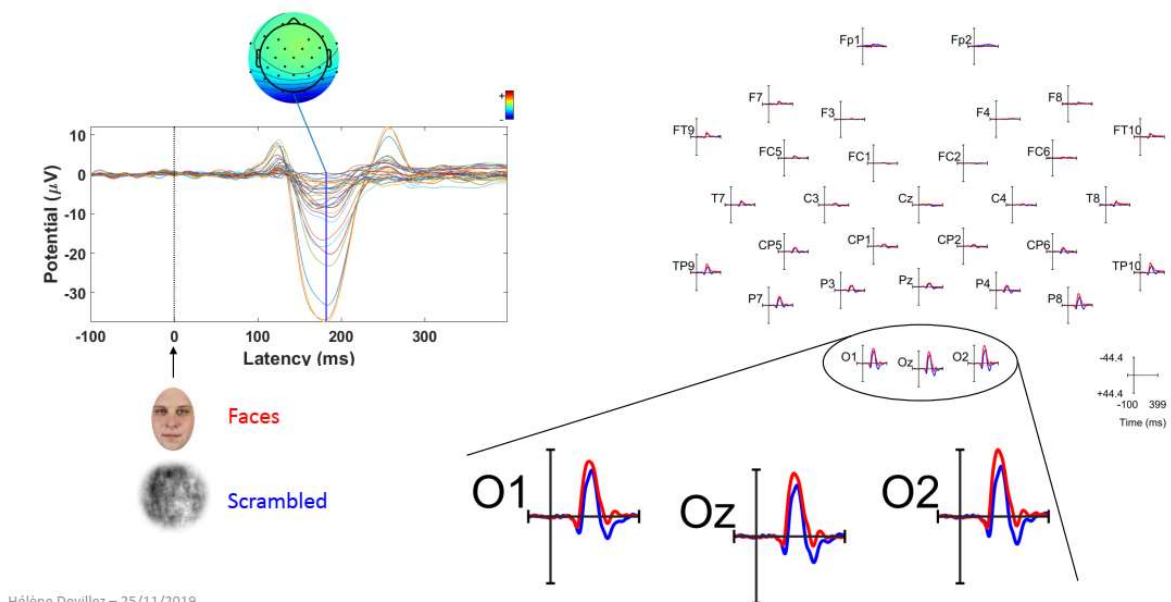 +
-
10
0
-10
-20
-30
Potential (μV)
-100 0 100 200 300
Latency (ms)
Faces
Scrambled
Fp1 Fp2
F7 F3 F4 F8
FT9 FC5 FC1 FC2 FC6 FT10
T7 C3 Cz C4 T8
TP9 CP5 CP1 CP2 CP6 TP10
P7 P3 Pz P4 P8
O1 Oz O2
-44.4
+44.4
-100 399
Time (ms)
O1 Oz O2
Hélène Devillez – 25/11/2019